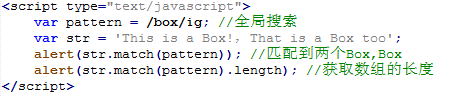 <script type="text/javascript">
var pattern = /box/ig; //全局搜索
var str = 'This is a Box!，That is a Box too';
alert(str.match(pattern)); //匹配到两个Box,Box
alert(str.match(pattern).length); //获取数组的长度
</script>